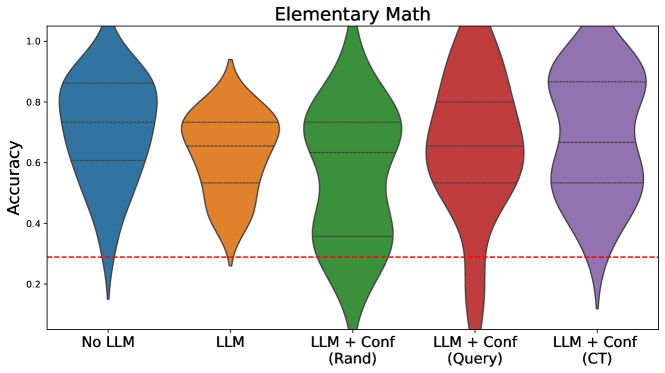 Elementary Math
Accuracy
1.0
0.8
0.6
0.4
0.2
No LLM
LLM
LLM + Conf
(Rand)
LLM + Conf
(Query)
LLM + Conf
(CT)